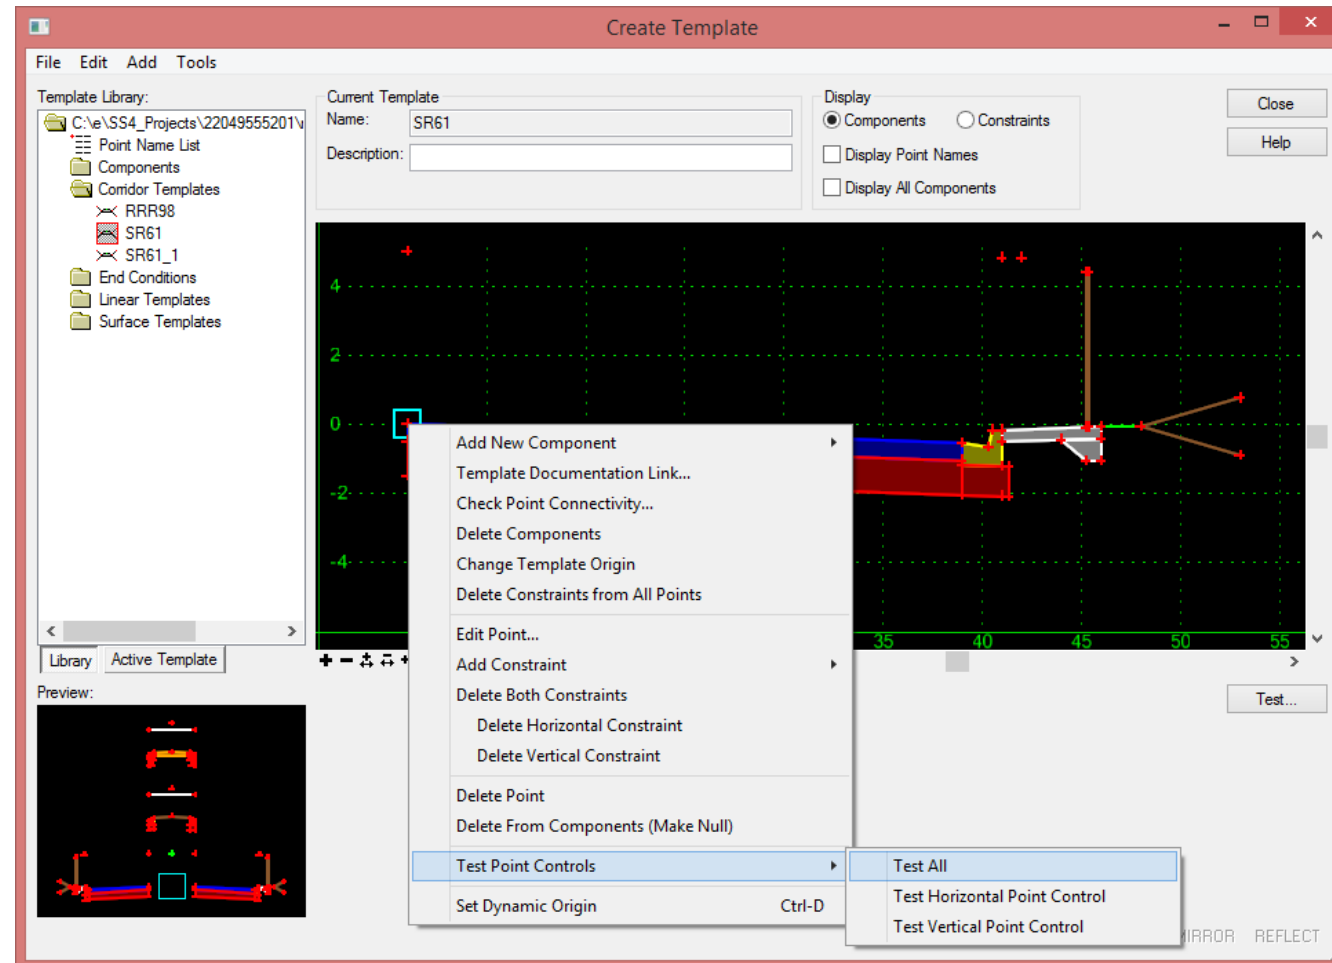 Create Template
File Edit Add Tools
Template Library:
C:\e\SS4_Projects\22049555201\
Point Name List
Components
Corridor Templates
RRR98
SR61
SR61_1
End Conditions
Linear Templates
Surface Templates
Library Active Template
Preview:
Current Template
Name: SR61
Description:
Display
Components Constraints
Display Point Names
Display All Components
Close
Help
4
2
0
-2
-4
35 40 45 50 55
Test...
Add New Component
Template Documentation Link...
Check Point Connectivity...
Delete Components
Change Template Origin
Delete Constraints from All Points
Edit Point...
Add Constraint
Delete Both Constraints
Delete Horizontal Constraint
Delete Vertical Constraint
Delete Point
Delete From Components (Make Null)
Test Point Controls
Set Dynamic Origin Ctrl-D
Test All
Test Horizontal Point Control
Test Vertical Point Control
MIRROR REFLECT